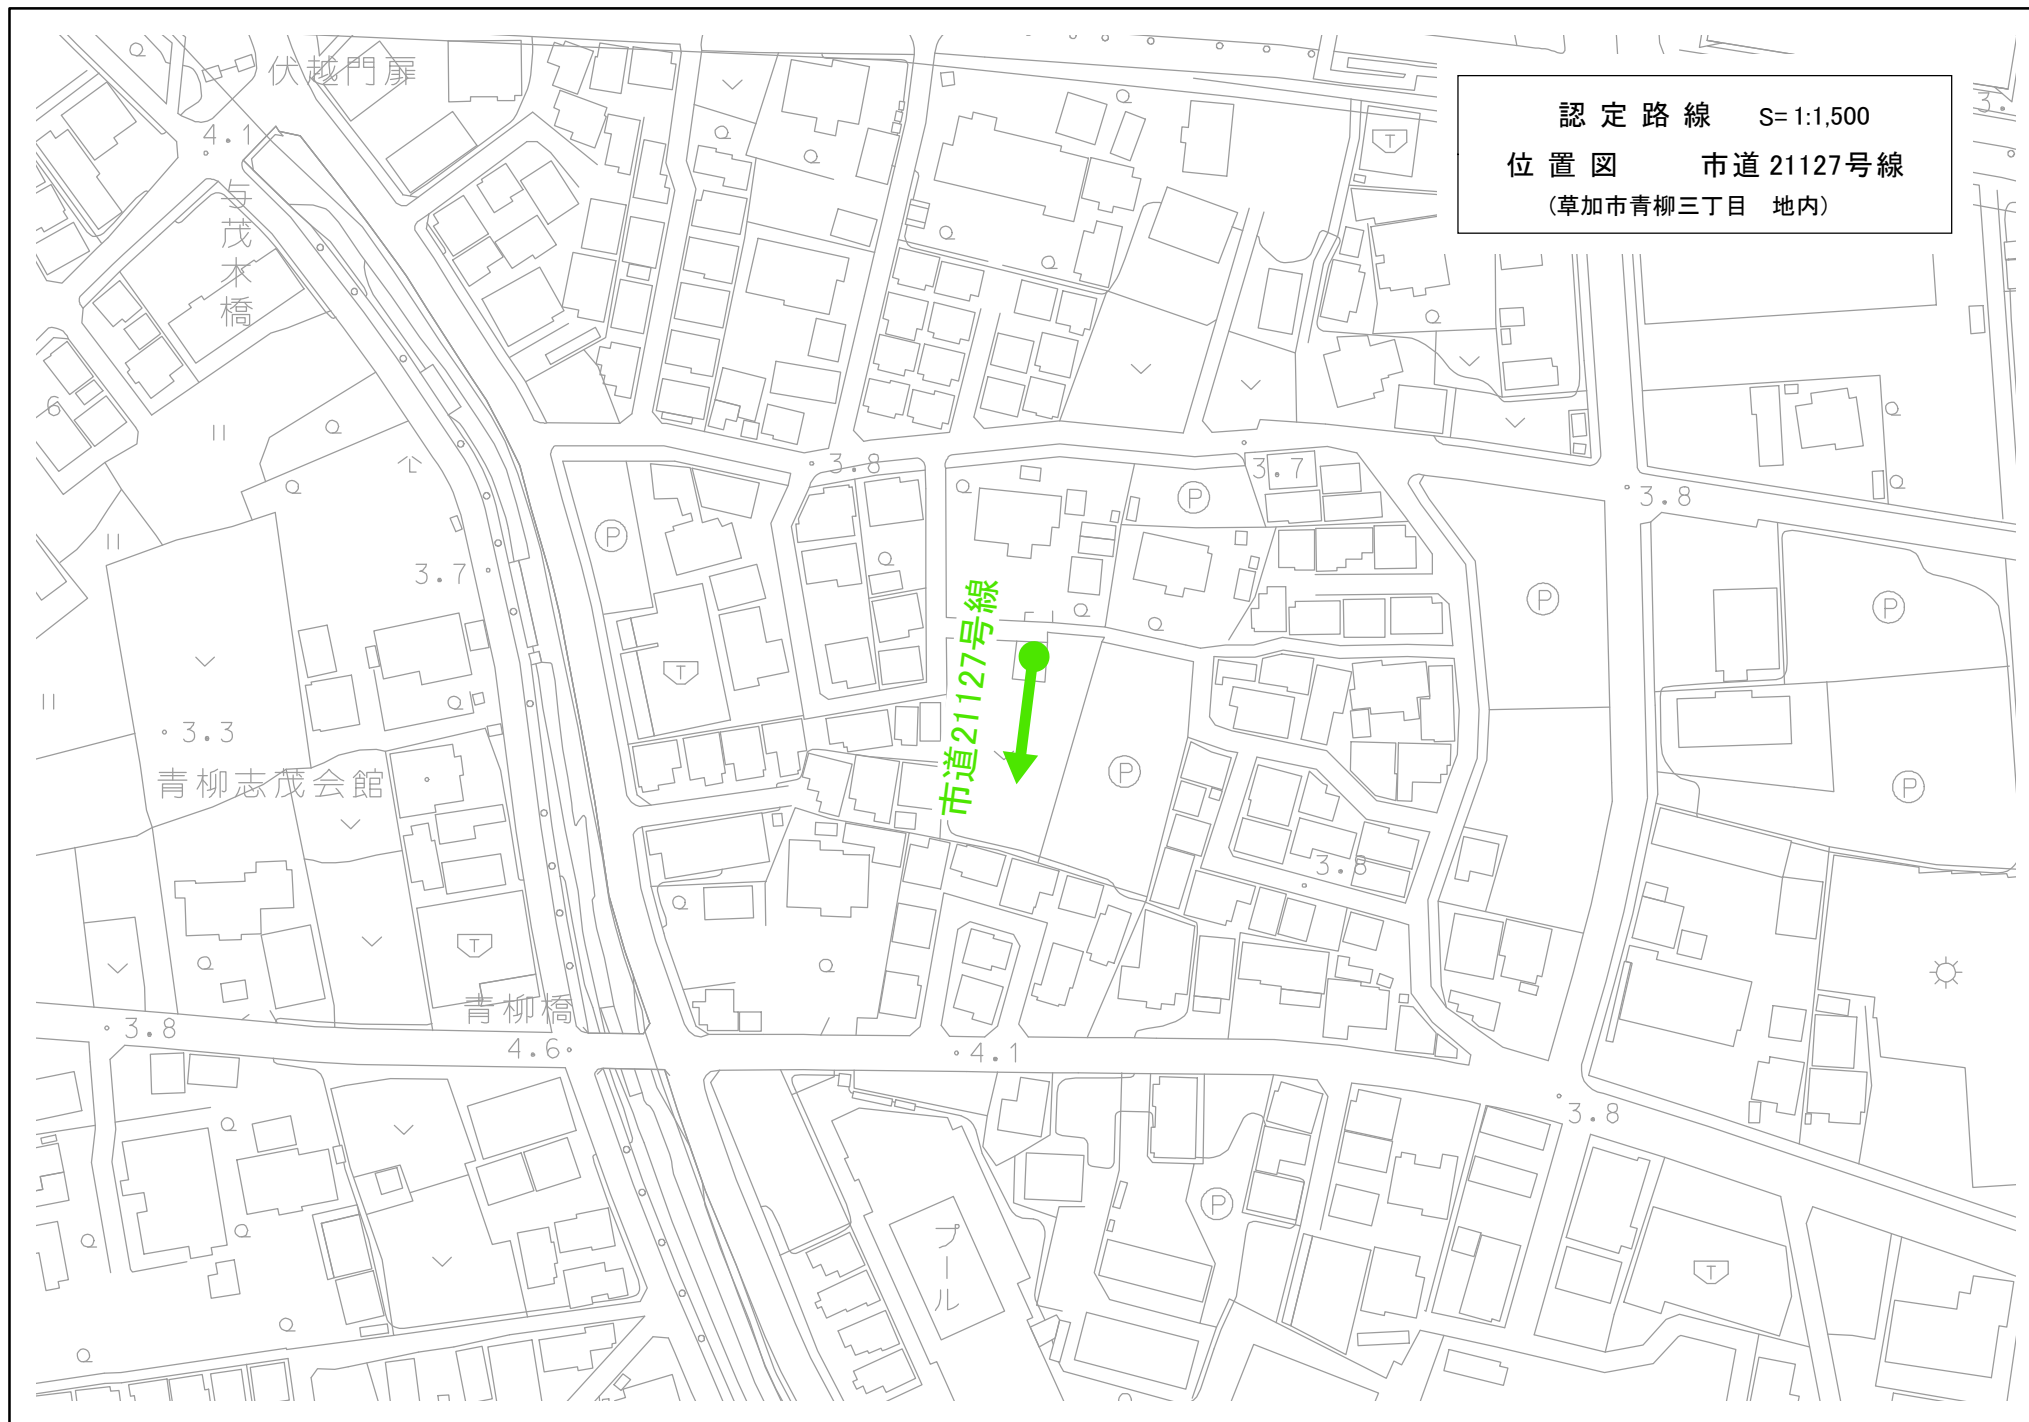 認定路線 S=1:1,500
位置図 市道21127号線
(草加市青柳三丁目 地内)
伏越門扉
4.1
与茂木橋
3.
6
3.8
3.7
3.8
3.7
市道21127号線
3.3
青柳志茂会館
3.8
青柳橋
3.8
4.6
4.1
3.8
プール
P
P
P
P
P
P
P
T
T
T
T